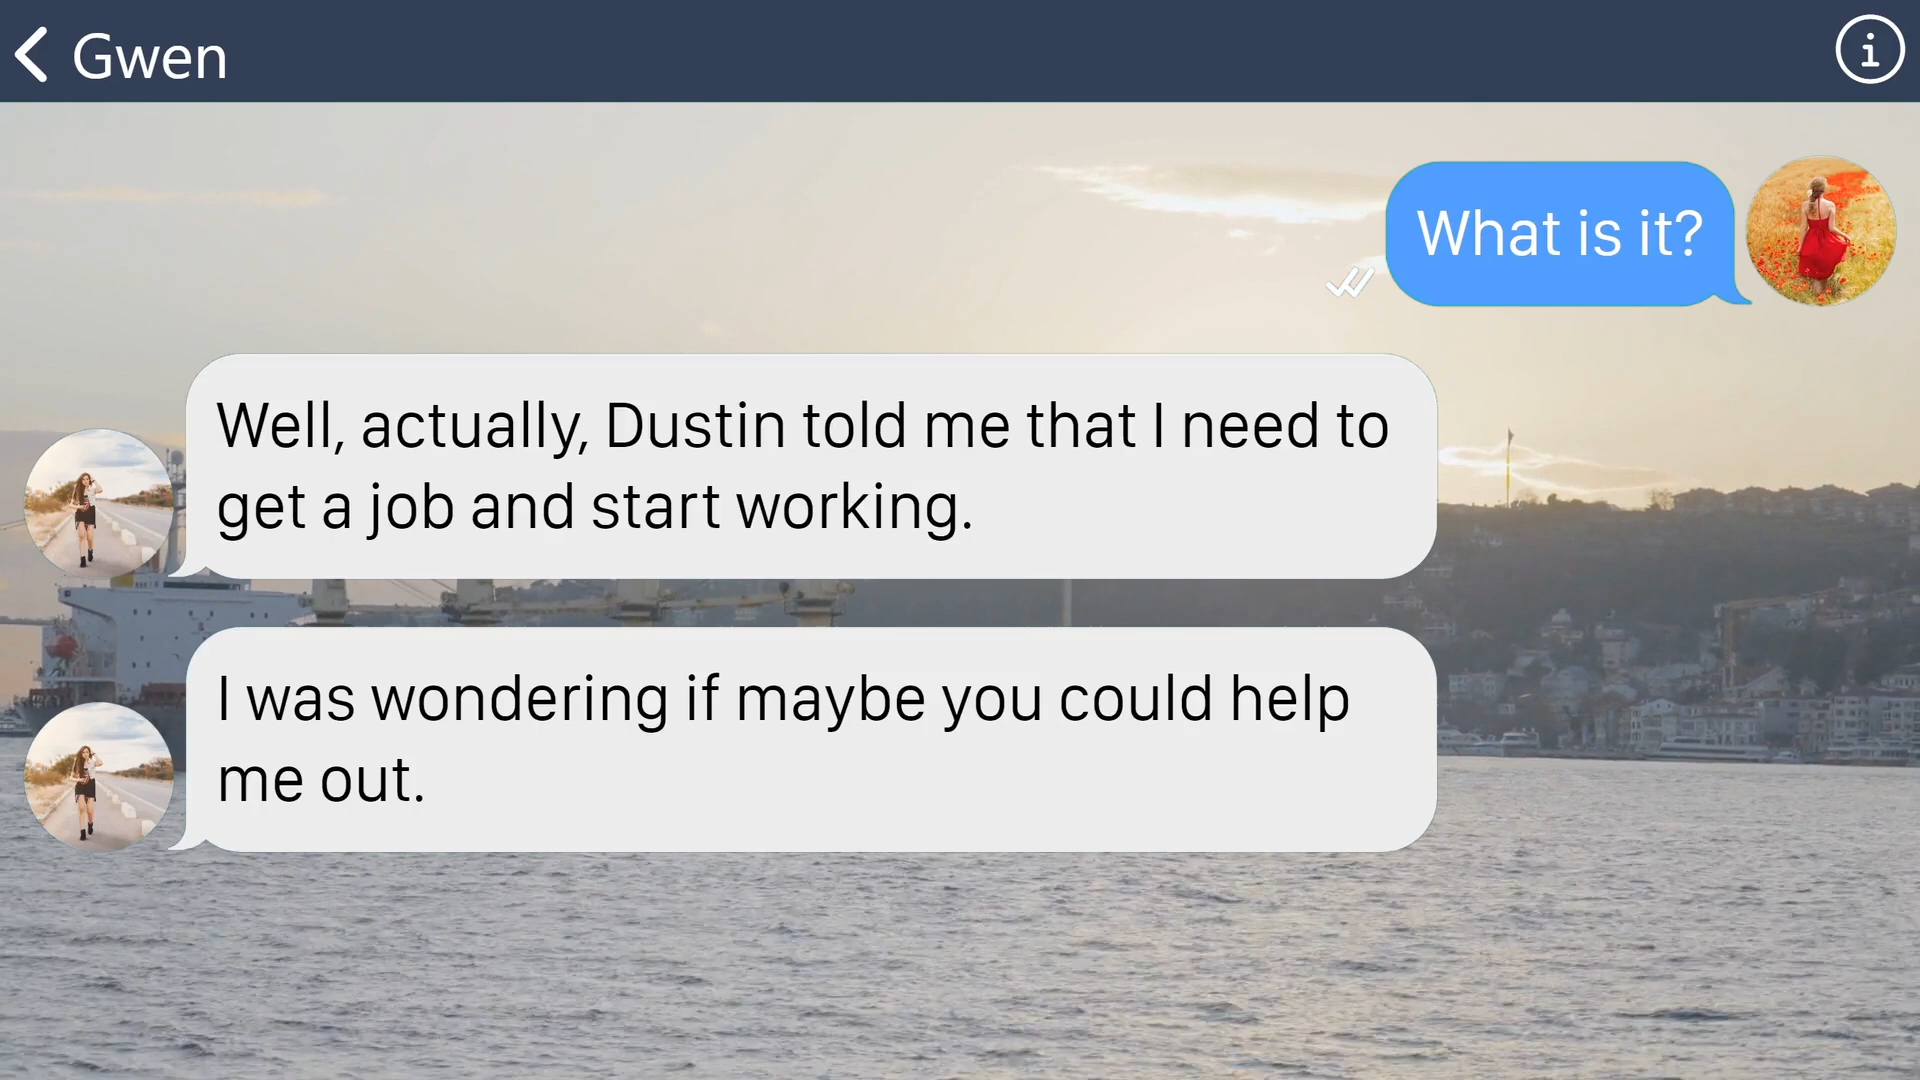 Gwen
What is it?
Well, actually, Dustin told me that I need to
get a job and start working.
I was wondering if maybe you could help
me out.